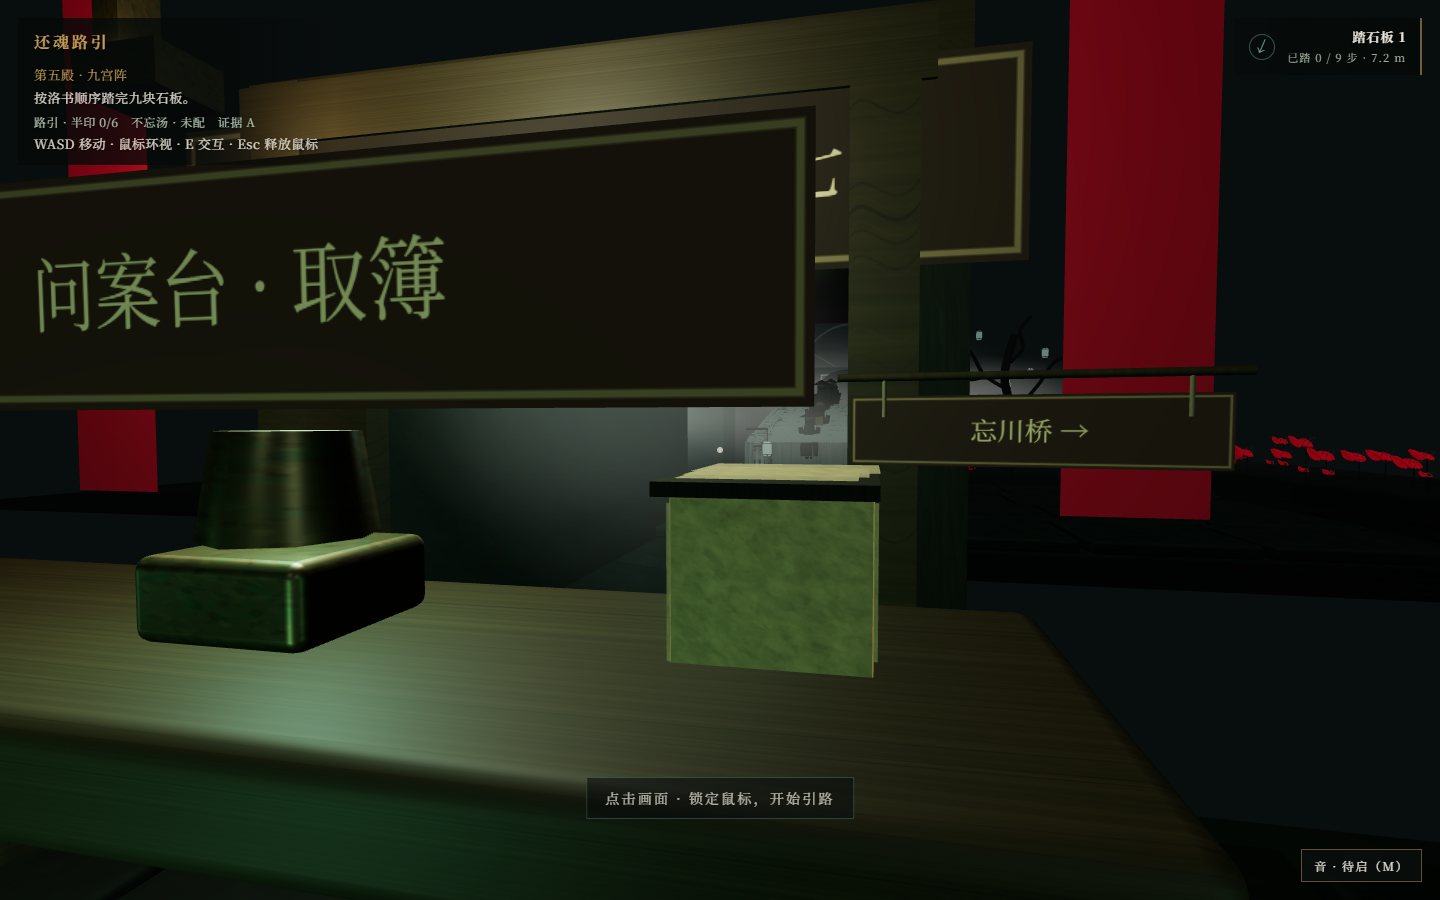 还魂路引
第五殿 · 九宫阵
按洛书顺序踏完九块石板。
路引 · 半印 0/6 不忘汤 · 未配 证据 A
WASD 移动 · 鼠标环视 · E 交互 · Esc 释放鼠标
踏石板 1
已踏 0 / 9 步 · 7.2 m
问案台 · 取簿
忘川桥 →
点击画面 · 锁定鼠标，开始引路
音 · 待启（M）